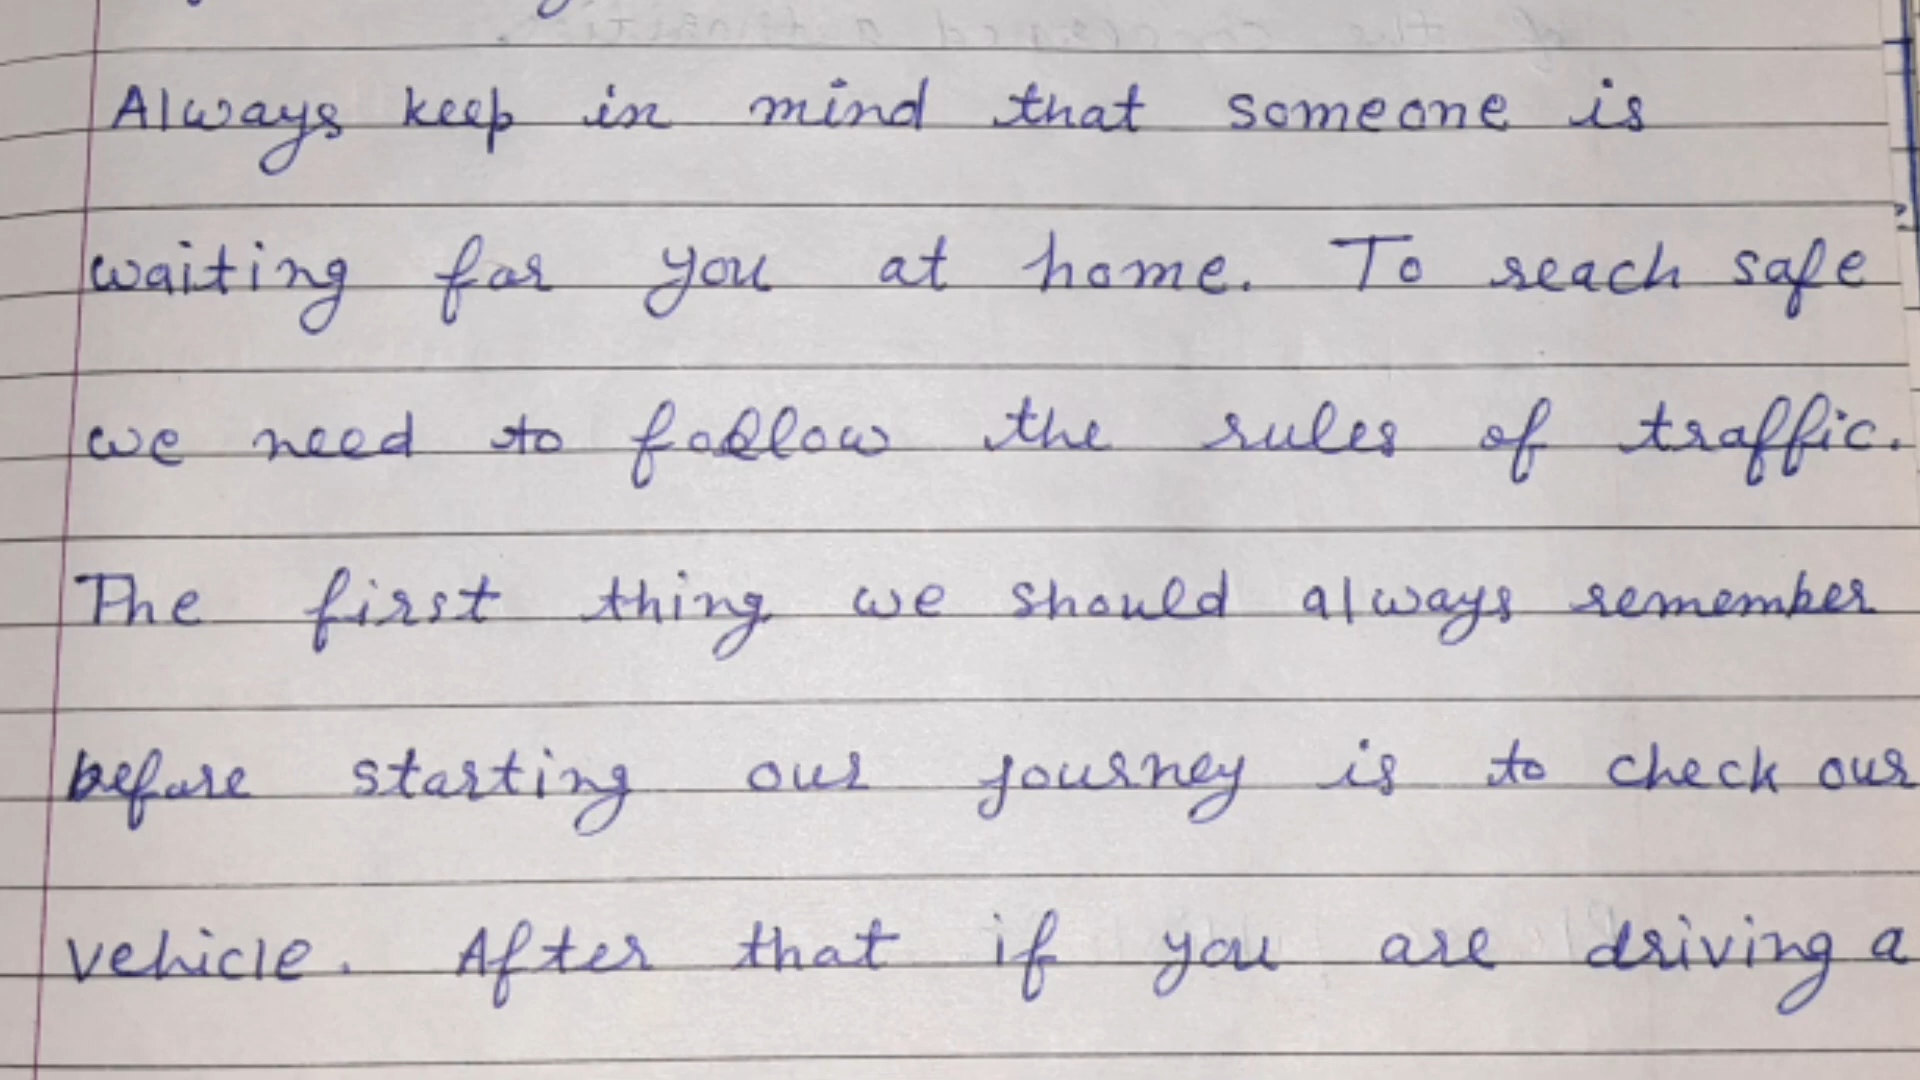 Always keep in mind that someone is
waiting for you at home. To reach safe
we need to follow the rules of traffic.
The first thing we should always remember
before starting our journey is to check our
vehicle. After that if you are driving a